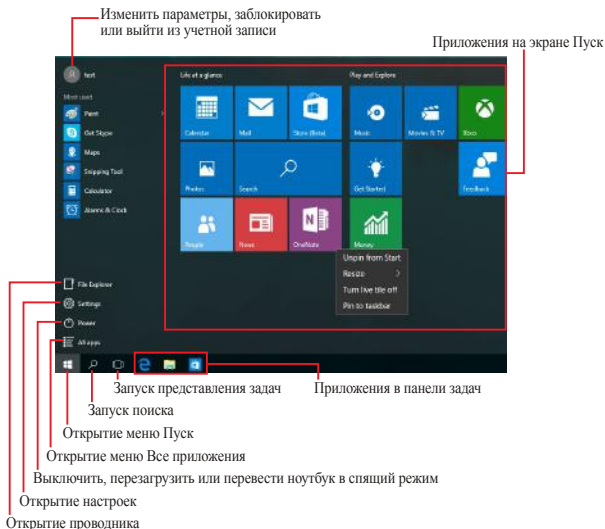 Изменить параметры, заблокировать
или выйти из учетной записи
Приложения на экране Пуск
test
Life at a glance
Play and Explore
Most used
Paint
Get Skype
Maps
Snipping Tool
Calculator
Alarms & Clock
Calendar
Mail
Store (Beta)
Music
Movies & TV
Xbox
Photos
Search
Get Started
Feedback
People
News
OneNote
Money
Unpin from Start
Resize
Turn live tile off
Pin to taskbar
File Explorer
Settings
Power
All apps
Запуск представления задач
Приложения в панели задач
Запуск поиска
Открытие меню Пуск
Открытие меню Все приложения
Выключить, перезагрузить или перевести ноутбук в спящий режим
Открытие настроек
Открытие проводника